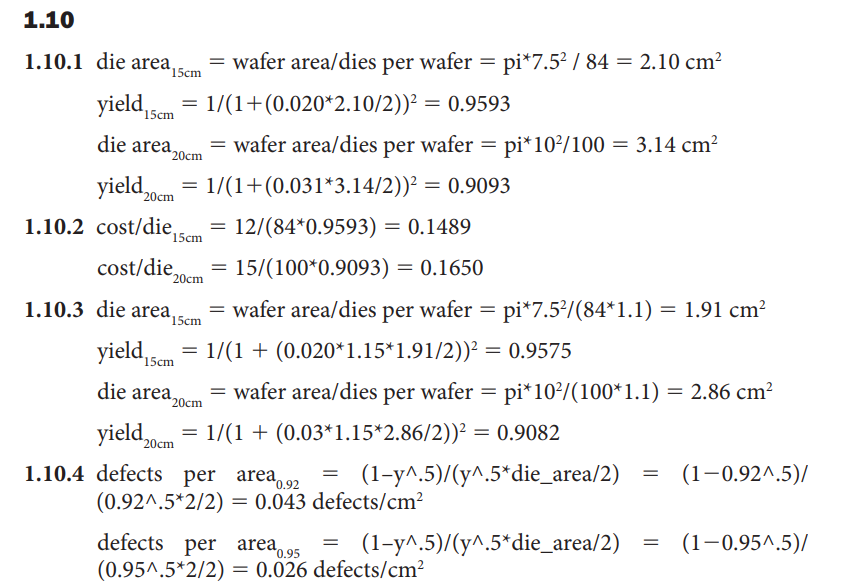 1.10
1.10.1 die area15cm = wafer area/dies per wafer = pi*7.5² / 84 = 2.10 cm²
yield15cm = 1/(1+(0.020*2.10/2))² = 0.9593
die area20cm = wafer area/dies per wafer = pi*10²/100 = 3.14 cm²
yield20cm = 1/(1+(0.031*3.14/2))² = 0.9093
1.10.2 cost/die15cm = 12/(84*0.9593) = 0.1489
cost/die20cm = 15/(100*0.9093) = 0.1650
1.10.3 die area15cm = wafer area/dies per wafer = pi*7.5²/(84*1.1) = 1.91 cm²
yield15cm = 1/(1 + (0.020*1.15*1.91/2))² = 0.9575
die area20cm = wafer area/dies per wafer = pi*10²/(100*1.1) = 2.86 cm²
yield20cm = 1/(1 + (0.03*1.15*2.86/2))² = 0.9082
1.10.4 defects per area0.92 = (1–y^.5)/(y^.5*die_area/2) = (1−0.92^.5)/
(0.92^.5*2/2) = 0.043 defects/cm²
defects per area0.95 = (1–y^.5)/(y^.5*die_area/2) = (1−0.95^.5)/
(0.95^.5*2/2) = 0.026 defects/cm²